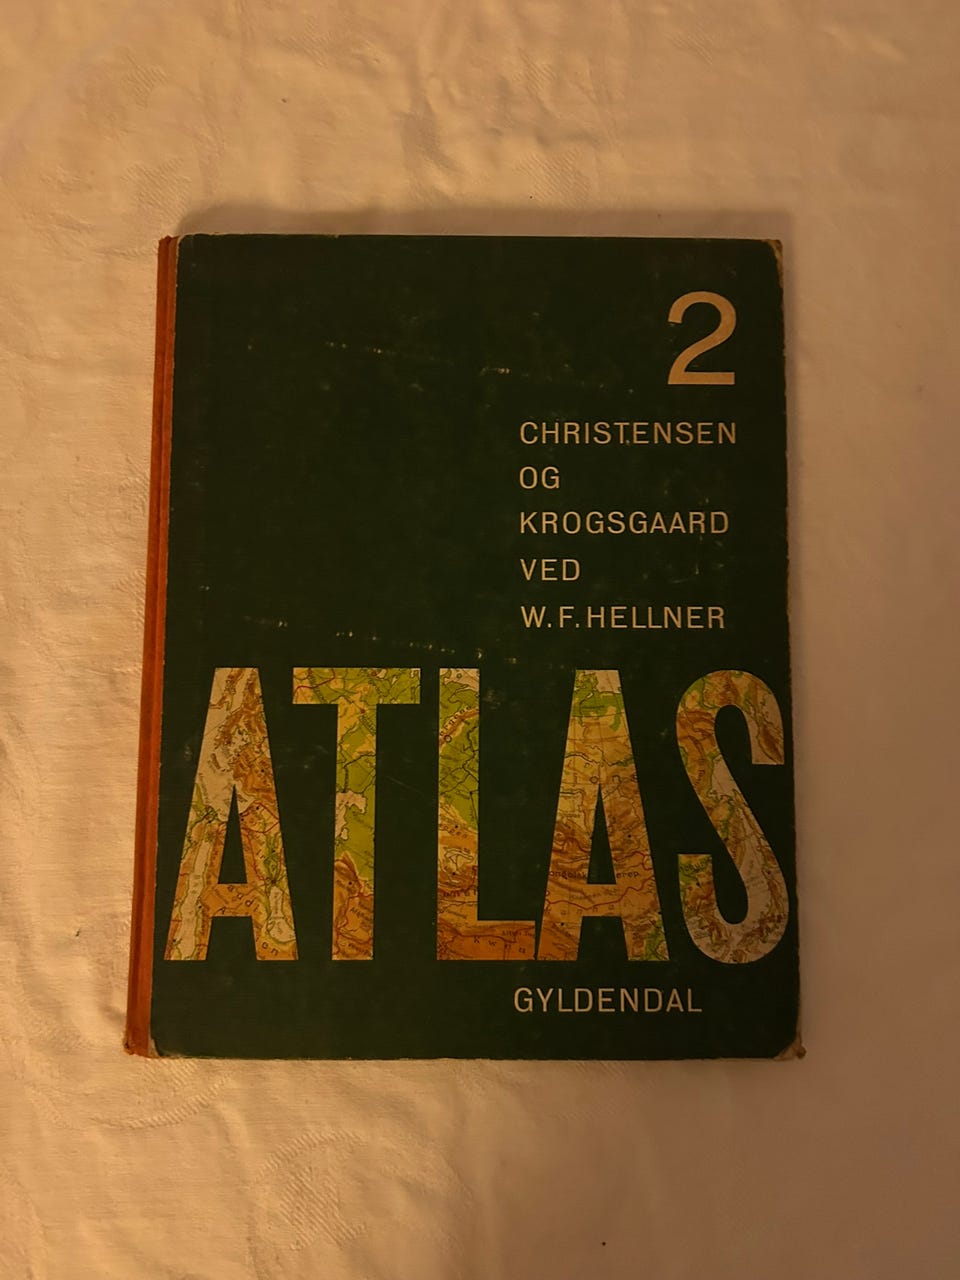 2
CHRISTENSEN
OG
KROGSGAARD
VED
W.F. HELLNER
ATLAS
GYLDENDAL